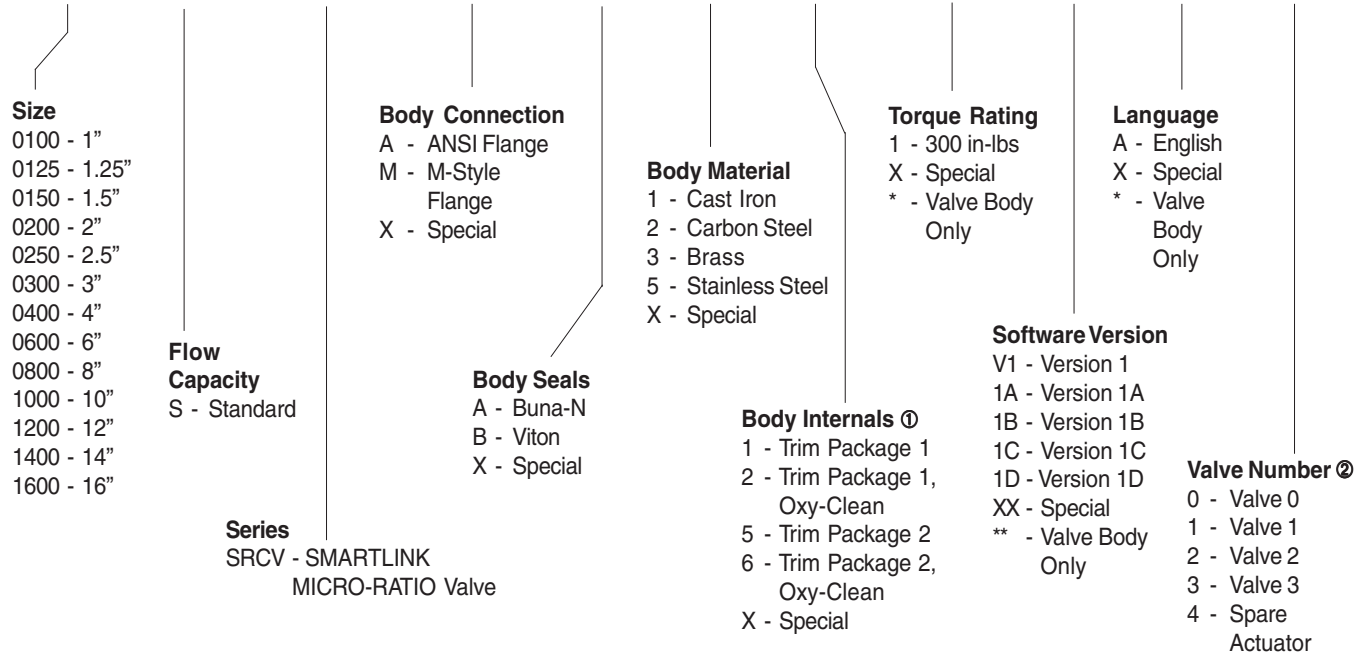 Size
0100 - 1”
0125 - 1.25”
0150 - 1.5”
0200 - 2”
0250 - 2.5”
0300 - 3”
0400 - 4”
0600 - 6”
0800 - 8”
1000 - 10”
1200 - 12”
1400 - 14”
1600 - 16”
Flow
Capacity
S - Standard
Series
SRCV - SMARTLINK
MICRO-RATIO Valve
Body Connection
A - ANSI Flange
M - M-Style
Flange
X - Special
Body Seals
A - Buna-N
B - Viton
X - Special
Body Material
1 - Cast Iron
2 - Carbon Steel
3 - Brass
5 - Stainless Steel
X - Special
Body Internals ①
1 - Trim Package 1
2 - Trim Package 1,
Oxy-Clean
5 - Trim Package 2
6 - Trim Package 2,
Oxy-Clean
X - Special
Torque Rating
1 - 300 in-lbs
X - Special
* - Valve Body
Only
Software Version
V1 - Version 1
1A - Version 1A
1B - Version 1B
1C - Version 1C
1D - Version 1D
XX - Special
** - Valve Body
Only
Language
A - English
X - Special
* - Valve
Body
Only
Valve Number ②
0 - Valve 0
1 - Valve 1
2 - Valve 2
3 - Valve 3
4 - Spare
Actuator